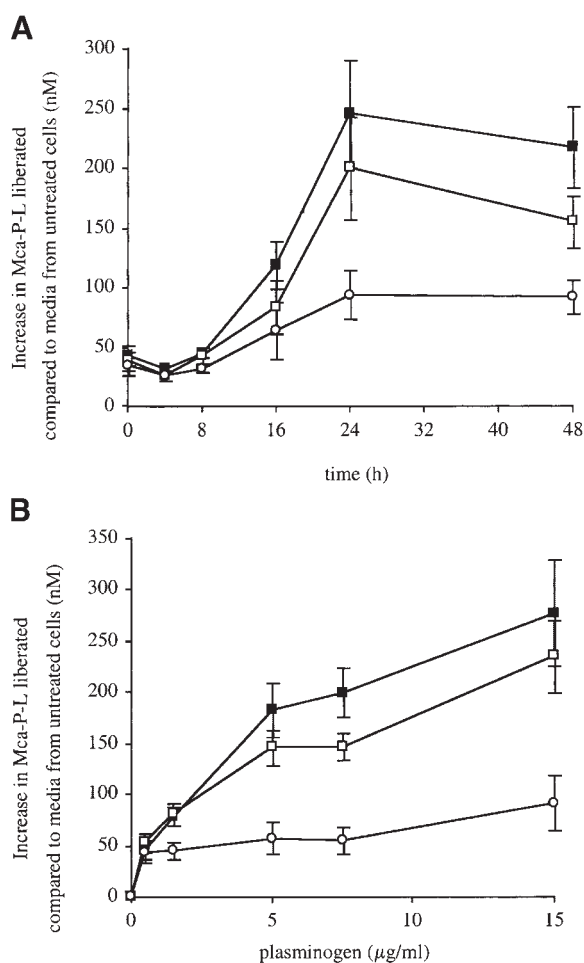 A
Increase in Mca-P-L liberated
compared to media from untreated cells (nM)
300
250
200
150
100
50
0
0 8 16 24 32 40 48
time (h)
B
Increase in Mca-P-L liberated
compared to media from untreated cells (nM)
350
300
250
200
150
100
50
0
0 5 10 15
plasminogen (μg/ml)